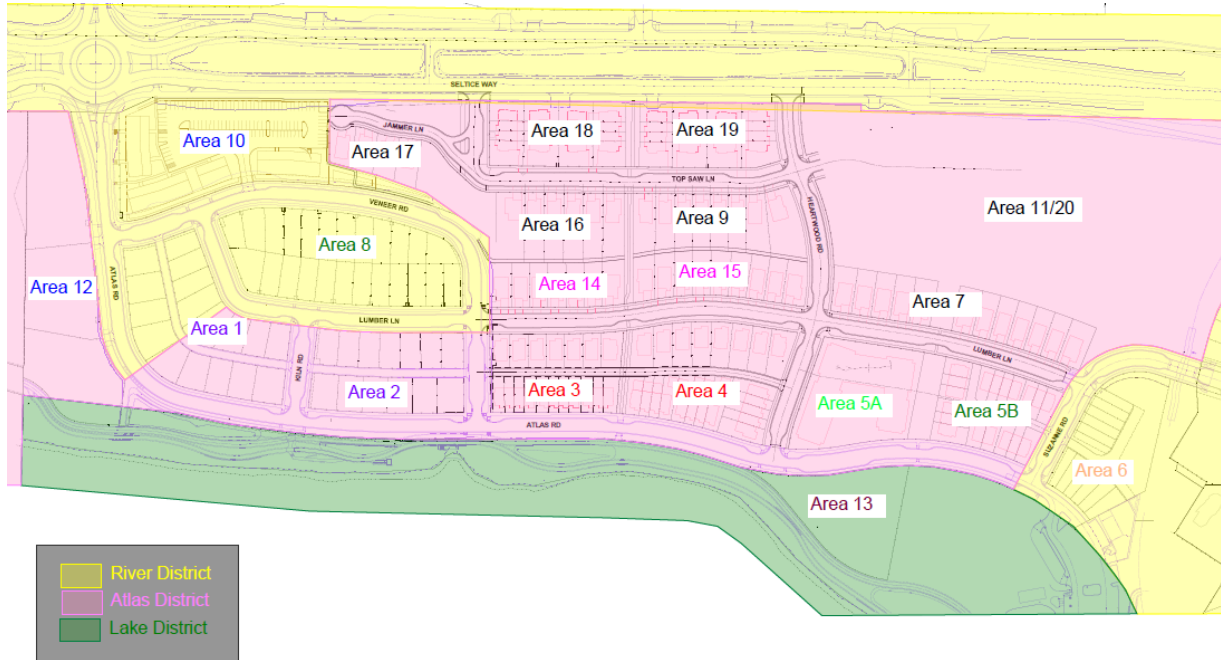 SELTICE WAY
Area 10
JAMMER LN
Area 17
Area 18
Area 19
TOP SAW LN
VENEER RD
Area 8
Area 16
Area 9
HEARTWOOD RD
Area 11/20
Area 12
ATLAS RD
Area 14
Area 15
Area 1
LUMBER LN
Area 7
LUMBER LN
KILN RD
Area 2
Area 3
Area 4
Area 5A
Area 5B
ATLAS RD
SUZANNE RD
Area 6
Area 13
River District
Atlas District
Lake District